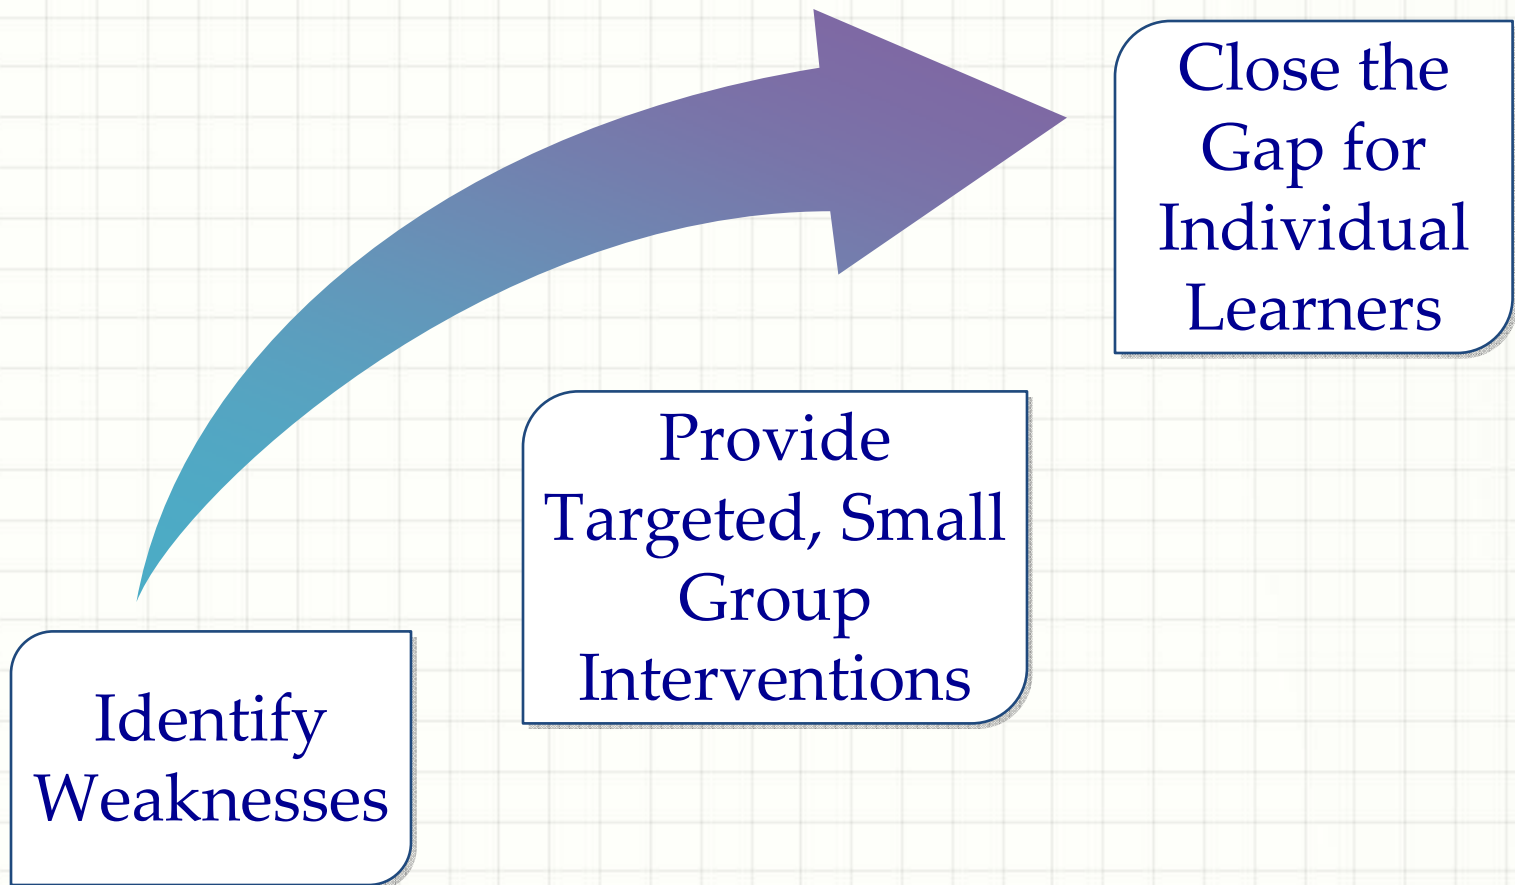 Identify
Weaknesses
Provide
Targeted, Small
Group
Interventions
Close the
Gap for
Individual
Learners